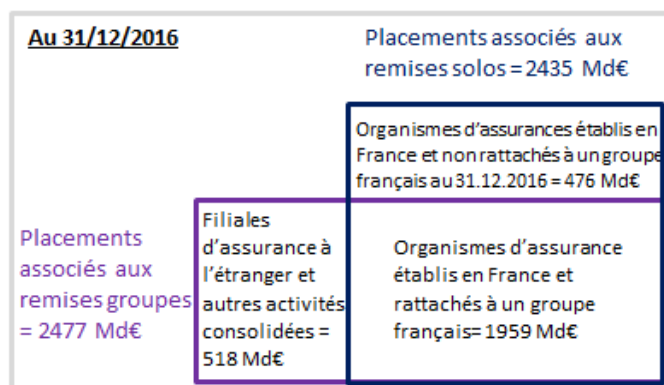 Au 31/12/2016
Placements associés aux
remises solos = 2435 Md€
Organismes d'assurances établis en
France et non rattachés à un groupe
français au 31.12.2016 = 476 Md€
Placements
associés aux
remises groupes
= 2477 Md€
Filiales
d'assurance à
l'étranger et
autres activités
consolidées =
518 Md€
Organismes d'assurance
établis en France et
rattachés à un groupe
français= 1959 Md€